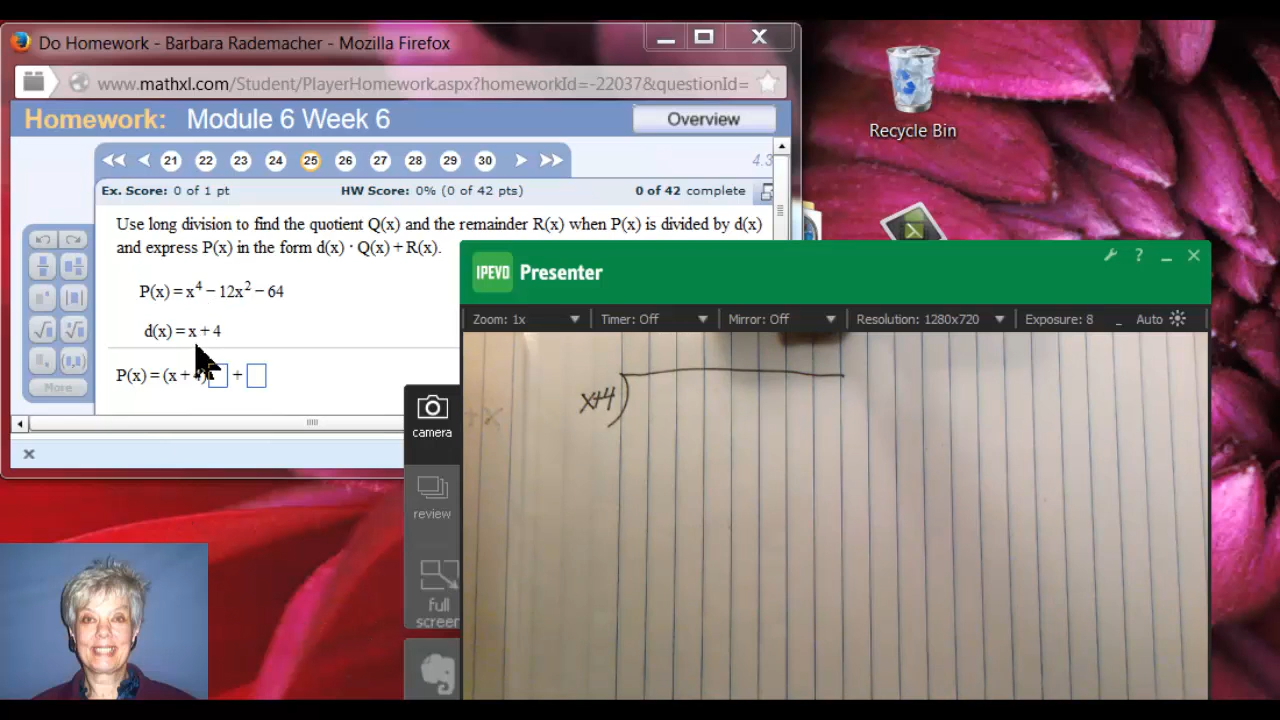 Do Homework - Barbara Rademacher - Mozilla Firefox
www.mathxl.com/Student/PlayerHomework.aspx?homeworkId=-22037&questionId=
Homework: Module 6 Week 6
Overview
21 22 23 24 25 26 27 28 29 30
4.3
Ex. Score: 0 of 1 pt
HW Score: 0% (0 of 42 pts)
0 of 42 complete
Use long division to find the quotient Q(x) and the remainder R(x) when P(x) is divided by d(x)
and express P(x) in the form d(x) · Q(x) + R(x).
P(x) = x⁴ − 12x² − 64
d(x) = x + 4
P(x) = (x + 4) +
More
Recycle Bin
IPEVO Presenter
Zoom: 1x
Timer: Off
Mirror: Off
Resolution: 1280x720
Exposure: 8
Auto
camera
review
full
screen
x+4